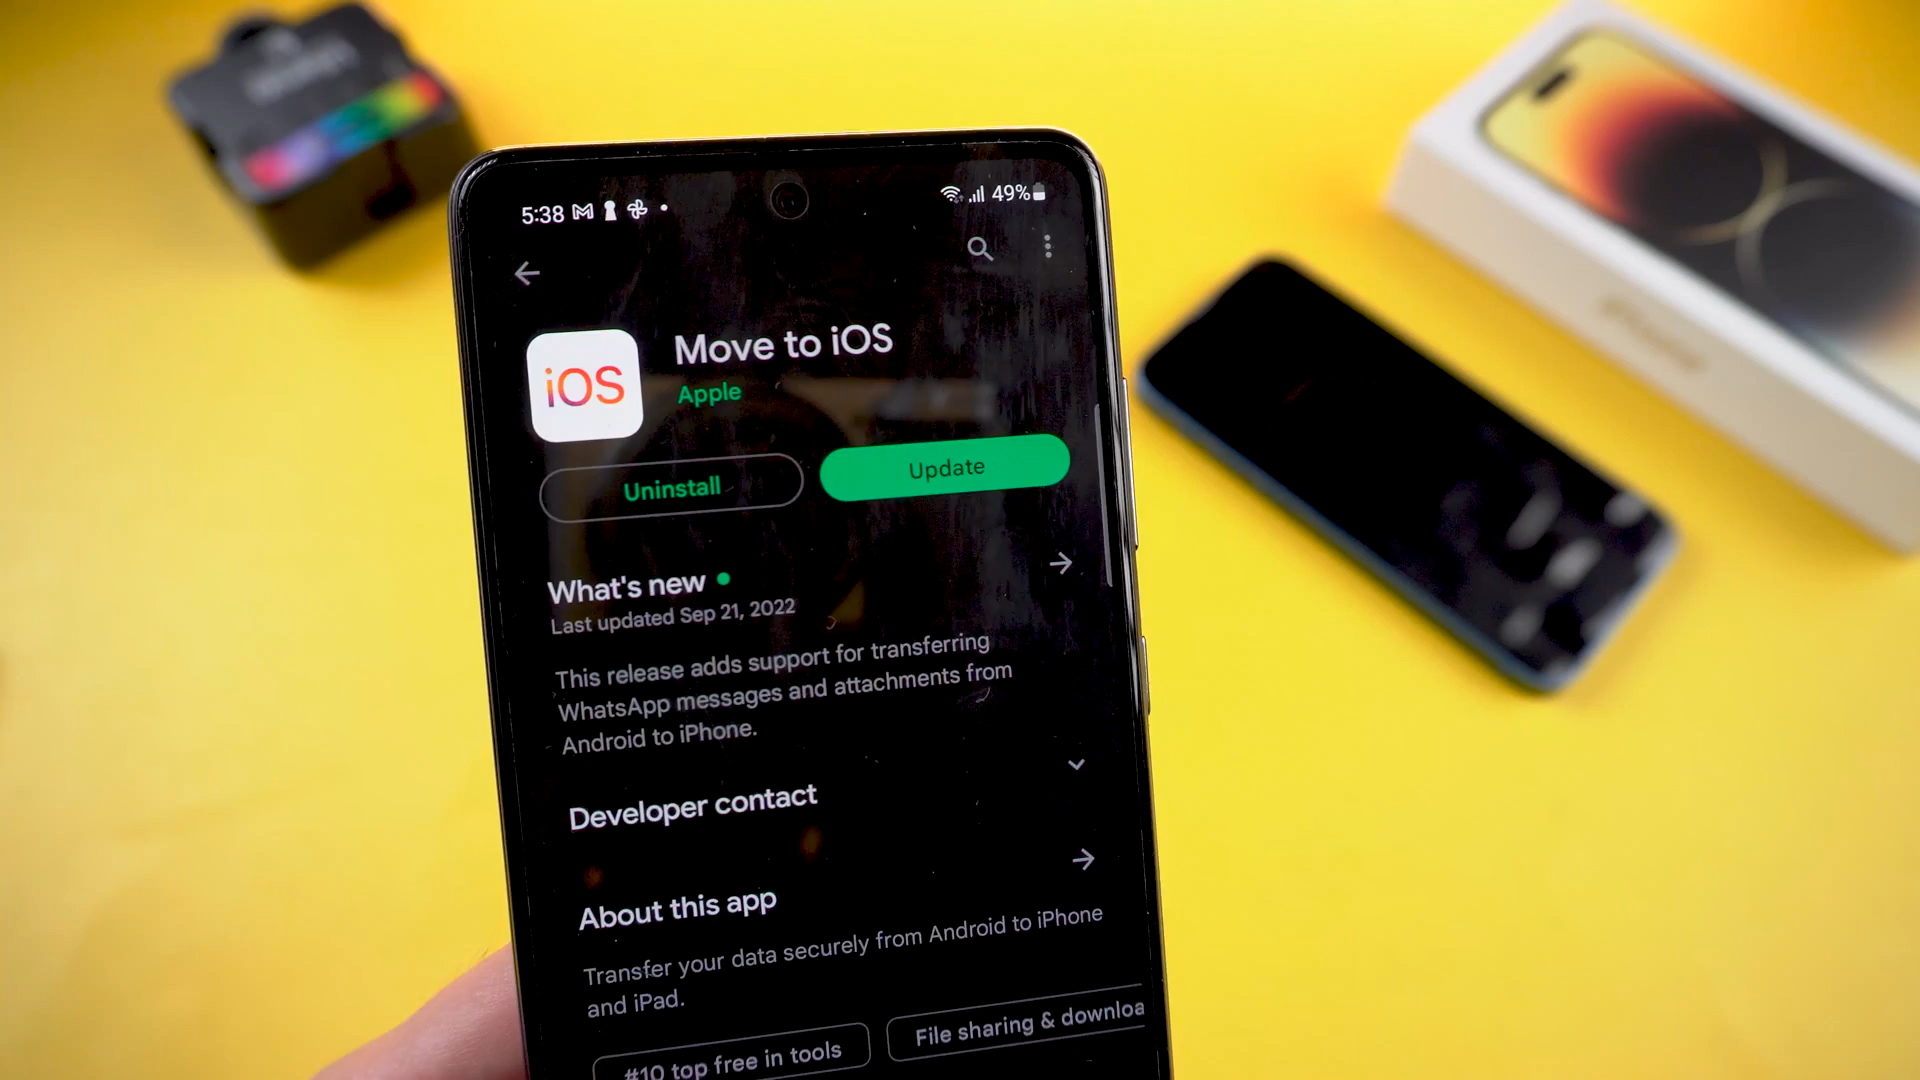 5:38
49%
iOS
Move to iOS
Apple
Uninstall
Update
What's new
Last updated Sep 21, 2022
This release adds support for transferring
WhatsApp messages and attachments from
Android to iPhone.
Developer contact
About this app
Transfer your data securely from Android to iPhone
and iPad.
#10 top free in tools
File sharing & downloa
iPhone